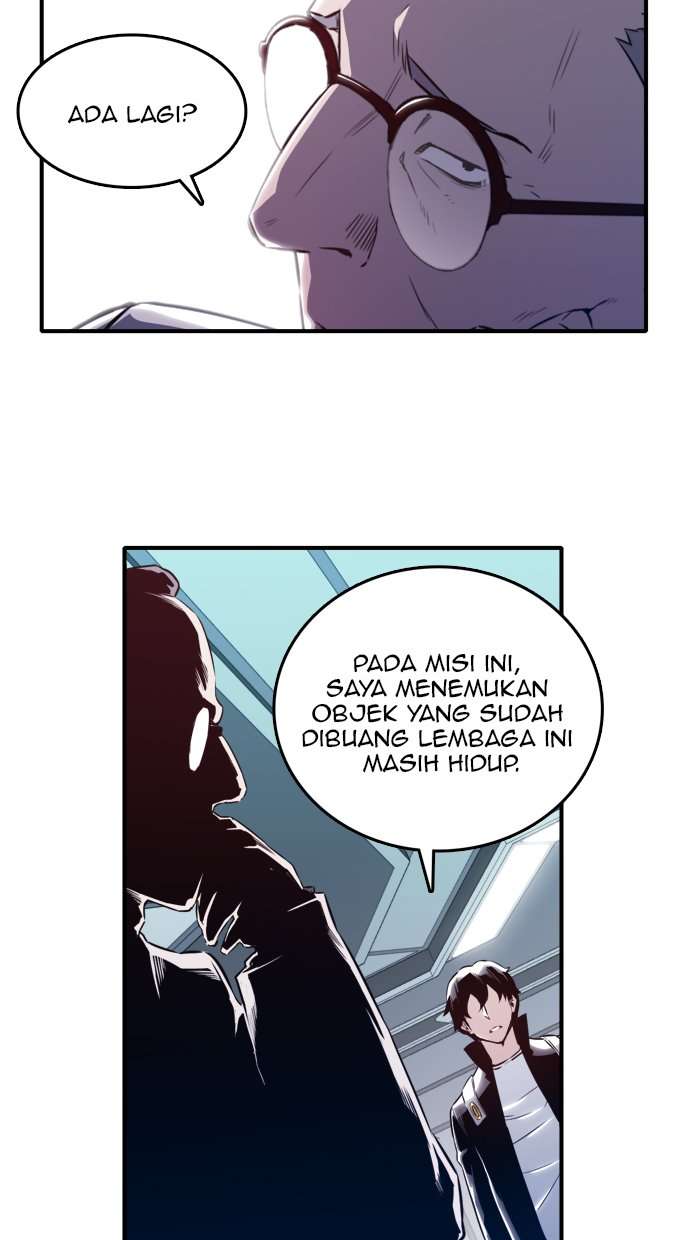 ADA LAGI?
PADA MISI INI,
SAYA MENEMUKAN
OBJEK YANG SUDAH
DIBUANG LEMBAGA INI
MASIH HIDUP.